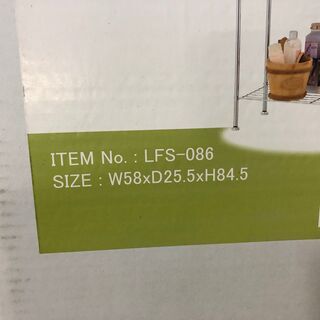 ITEM No. : LFS-086
SIZE : W58xD25.5xH84.5